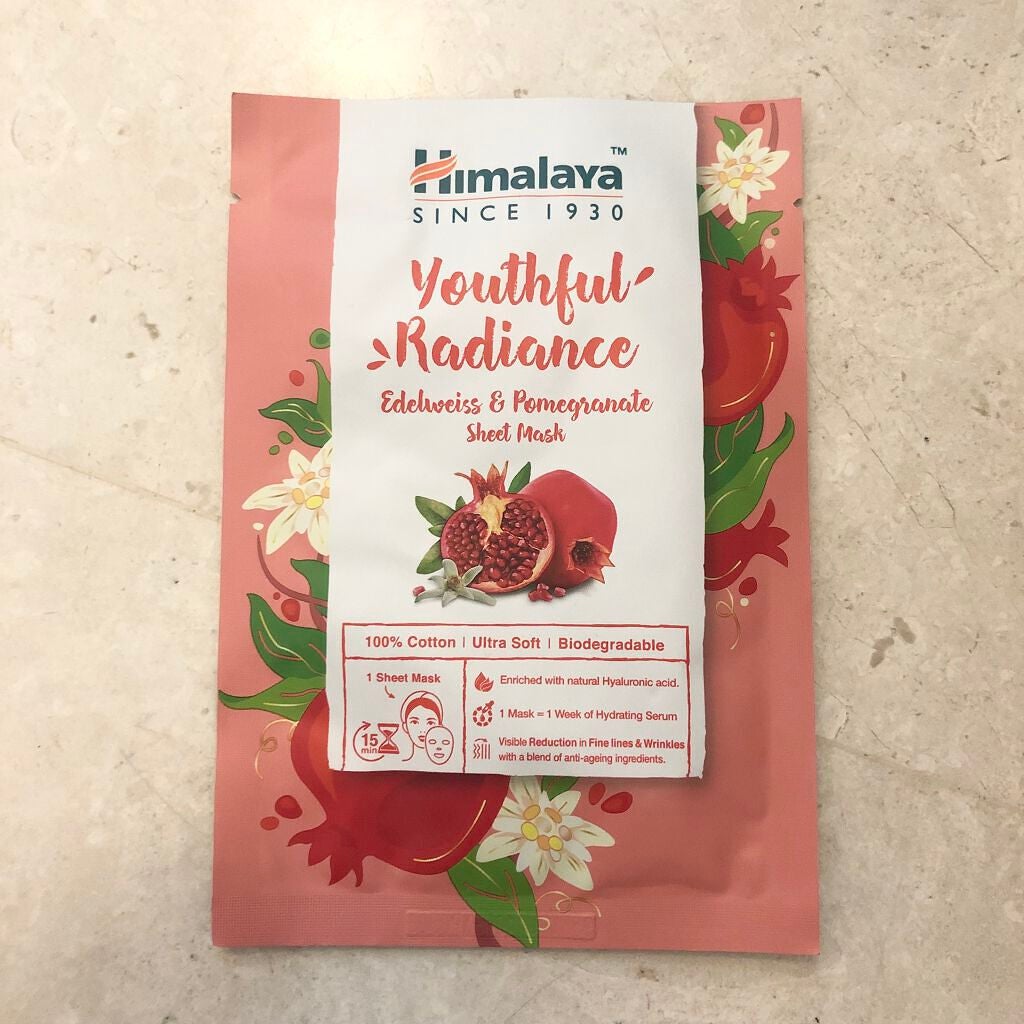 Himalaya™
SINCE 1930
Youthful
Radiance
Edelweiss & Pomegranate
Sheet Mask
100% Cotton | Ultra Soft | Biodegradable
1 Sheet Mask
15
min
Enriched with natural Hyaluronic acid.
1 Mask = 1 Week of Hydrating Serum
Visible Reduction in Fine lines & Wrinkles
with a blend of anti-ageing ingredients.